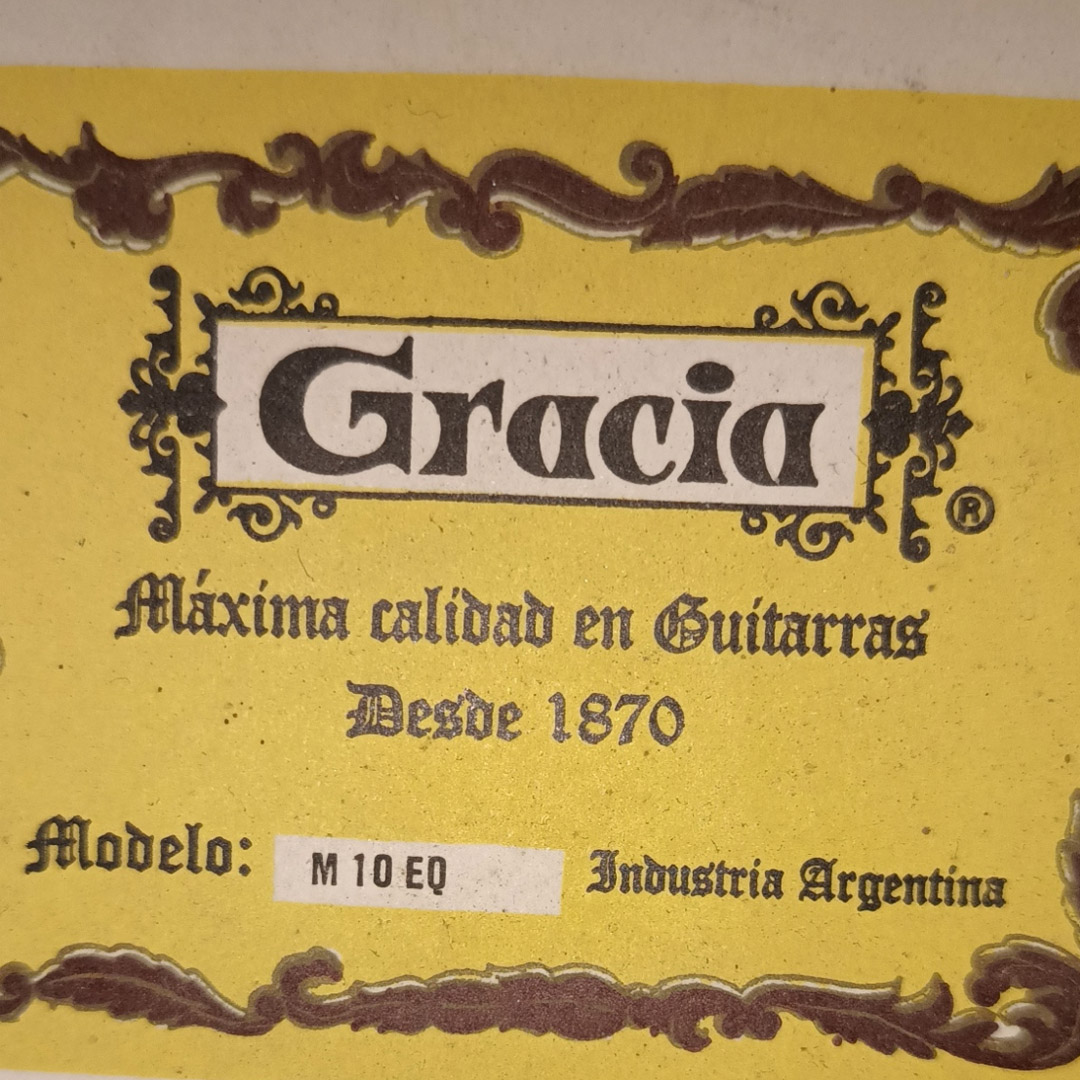 Gracia
®
Máxima calidad en Guitarras
Desde 1870
Modelo: M 10 EQ Industria Argentina